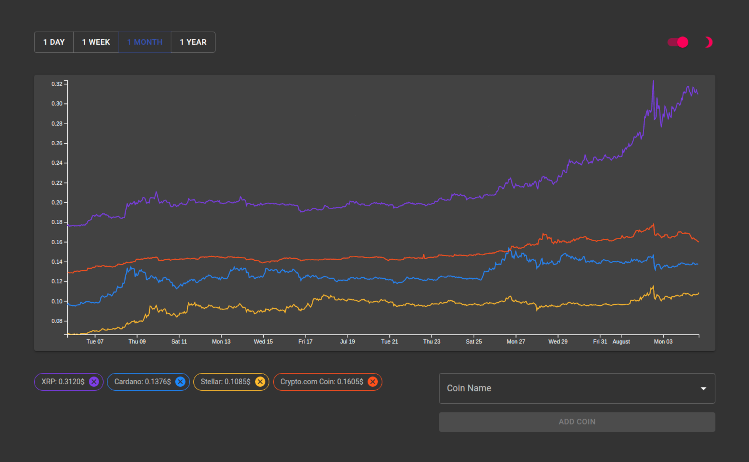 1 DAY 1 WEEK 1 MONTH 1 YEAR
0.32
0.30
0.28
0.26
0.24
0.22
0.20
0.18
0.16
0.14
0.12
0.10
0.08
Tue 07 Thu 09 Sat 11 Mon 13 Wed 15 Fri 17 Jul 19 Tue 21 Thu 23 Sat 25 Mon 27 Wed 29 Fri 31 August Mon 03
XRP: 0.3120$ Cardano: 0.1376$ Stellar: 0.1085$ Crypto.com Coin: 0.1605$
Coin Name
ADD COIN